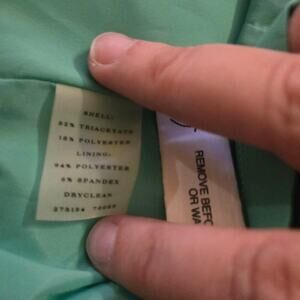 SHELL:
82% TRIACETATE
18% POLYESTER
LINING:
94% POLYESTER
6% SPANDEX
DRYCLEAN
REMOVE BEFO
OR WA